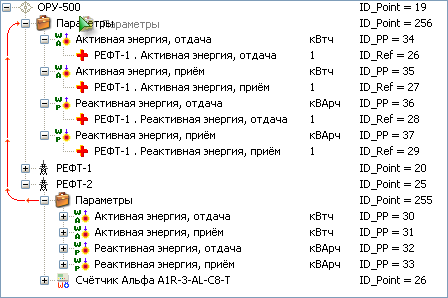 ОРУ-500 ID_Point = 19
Параметры Параметры ID_Point = 256
Активная энергия, отдача кВтч ID_PP = 34
РЕФТ-1 . Активная энергия, отдача 1 ID_Ref = 26
Активная энергия, приём кВтч ID_PP = 35
РЕФТ-1 . Активная энергия, приём 1 ID_Ref = 27
Реактивная энергия, отдача кВАрч ID_PP = 36
РЕФТ-1 . Реактивная энергия, отдача 1 ID_Ref = 28
Реактивная энергия, приём кВАрч ID_PP = 37
РЕФТ-1 . Реактивная энергия, приём 1 ID_Ref = 29
РЕФТ-1 ID_Point = 20
РЕФТ-2 ID_Point = 25
Параметры ID_Point = 255
Активная энергия, отдача кВтч ID_PP = 30
Активная энергия, приём кВтч ID_PP = 31
Реактивная энергия, отдача кВАрч ID_PP = 32
Реактивная энергия, приём кВАрч ID_PP = 33
Счётчик Альфа A1R-3-AL-C8-T ID_Point = 26